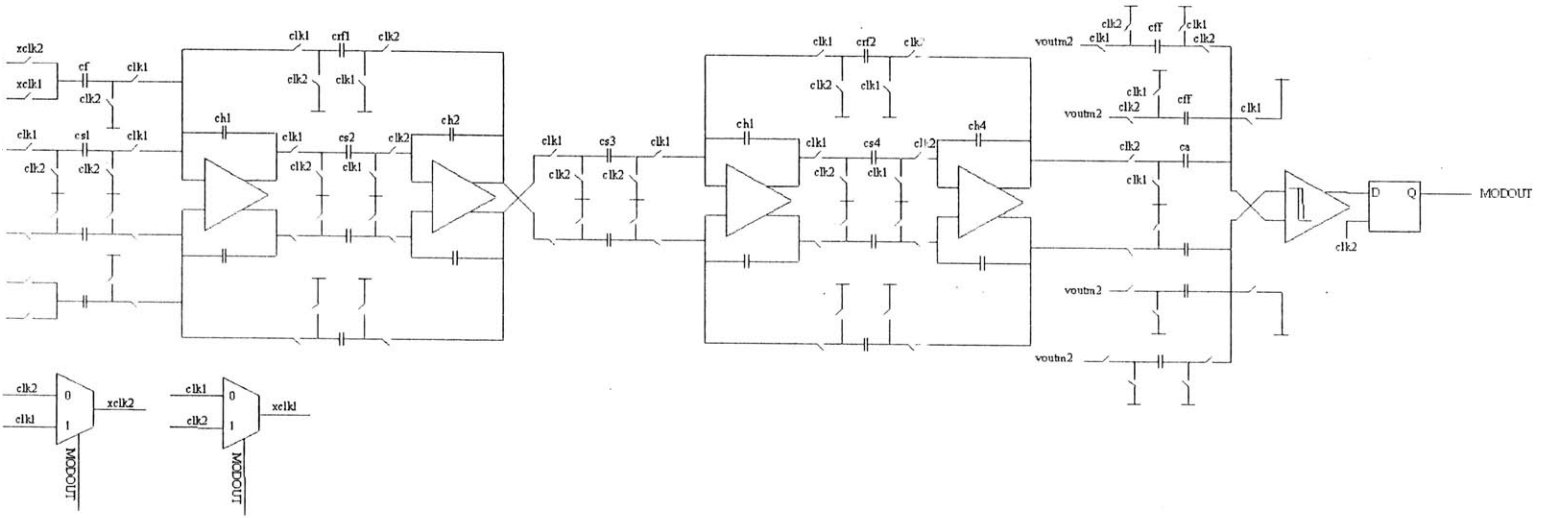 clk2 clk1
cff
clk1 clk2
voutm2
clk1 crf1 clk2
clk1 crf2 clk2
xclk2
cf clk1
xclk1
clk2
clk2 clk1
clk2 clk1
clk1 cff
voutm2 clk2 clk1
ch1 ch2
ch1 ch4
clk1 cs1 clk1
clk1 cs2 clk2
clk1 cs3 clk1
clk1 cs4 clk2
clk2 ca
clk2 clk2
clk2 clk1
clk2 clk2
clk2 clk1
clk1
D Q
MODOUT
clk2
voutm2
voutm2
clk2 0
clk1 1
xclk2
MODOUT
clk1 0
clk2 1
xclk1
MODOUT